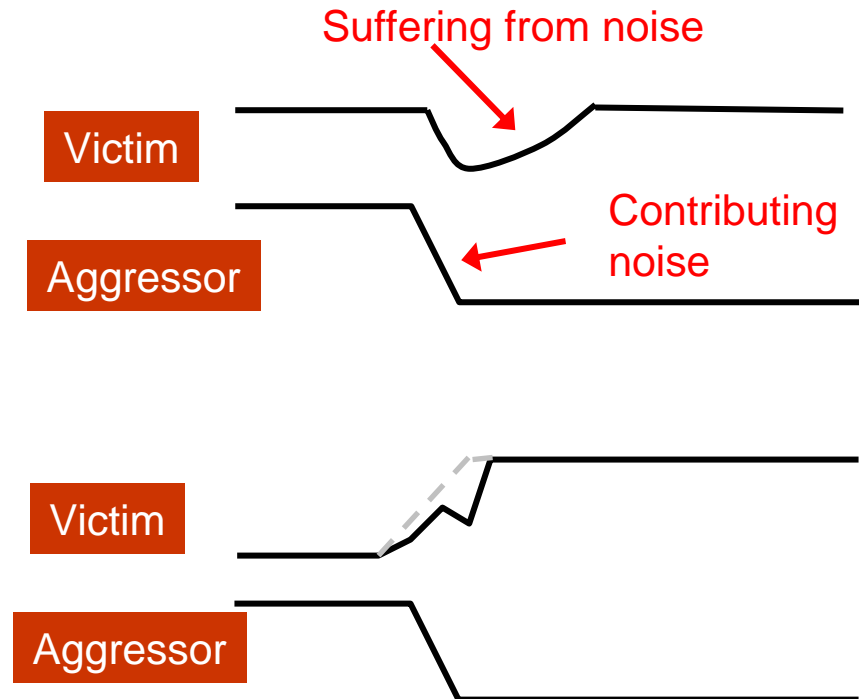 Suffering from noise
Victim
Contributing
noise
Aggressor
Victim
Aggressor